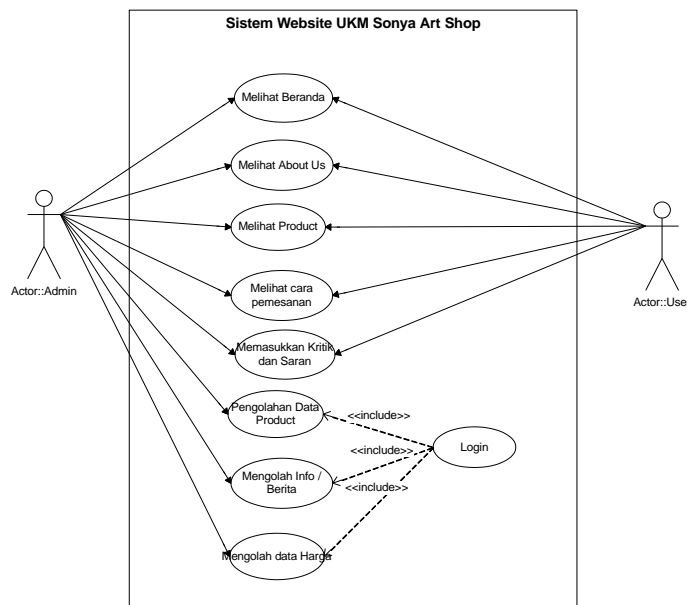 Sistem Website UKM Sonya Art Shop
Melihat Beranda
Melihat About Us
Melihat Product
Melihat cara
pemesanan
Memasukkan Kritik
dan Saran
Pengolahan Data
Product
Mengolah Info /
Berita
Mengolah data Harga
Login
<<include>>
<<include>>
<<include>>
Actor::Admin
Actor::Use